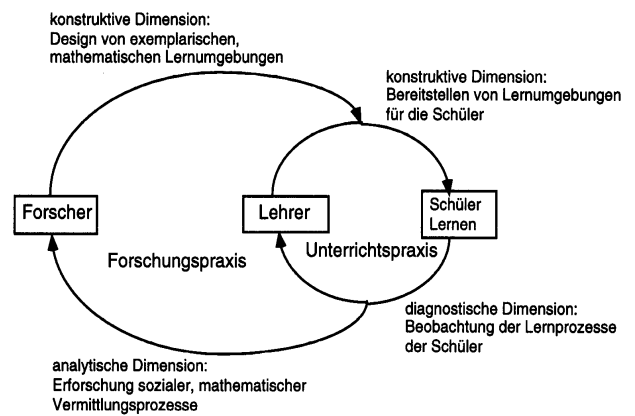 konstruktive Dimension:
Design von exemplarischen,
mathematischen Lernumgebungen
konstruktive Dimension:
Bereitstellen von Lernumgebungen
für die Schüler
Forscher
Lehrer
Schüler
Lernen
Forschungspraxis
Unterrichtspraxis
diagnostische Dimension:
Beobachtung der Lernprozesse
der Schüler
analytische Dimension:
Erforschung sozialer, mathematischer
Vermittlungsprozesse